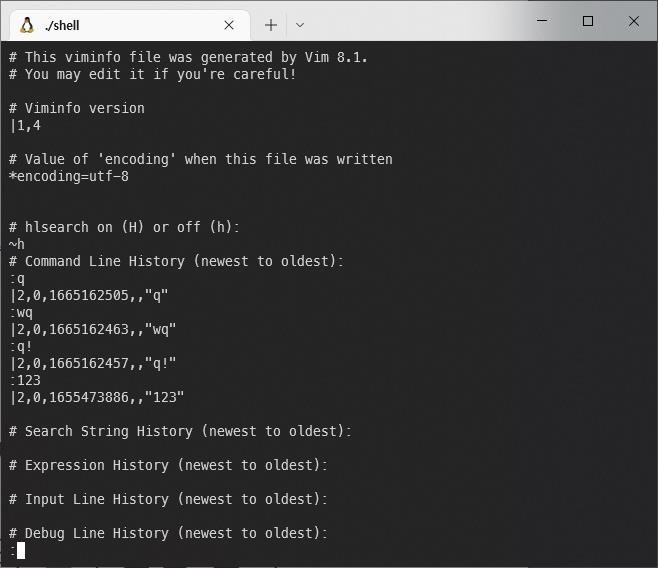 ./shell
# This viminfo file was generated by Vim 8.1.
# You may edit it if you're careful!
# Viminfo version
|1,4
# Value of 'encoding' when this file was written
*encoding=utf-8
# hlsearch on (H) or off (h):
~h
# Command Line History (newest to oldest):
:q
|2,0,1665162505,,"q"
:wq
|2,0,1665162463,,"wq"
:q!
|2,0,1665162457,,"q!"
:123
|2,0,1655473886,,"123"
# Search String History (newest to oldest):
# Expression History (newest to oldest):
# Input Line History (newest to oldest):
# Debug Line History (newest to oldest):
: